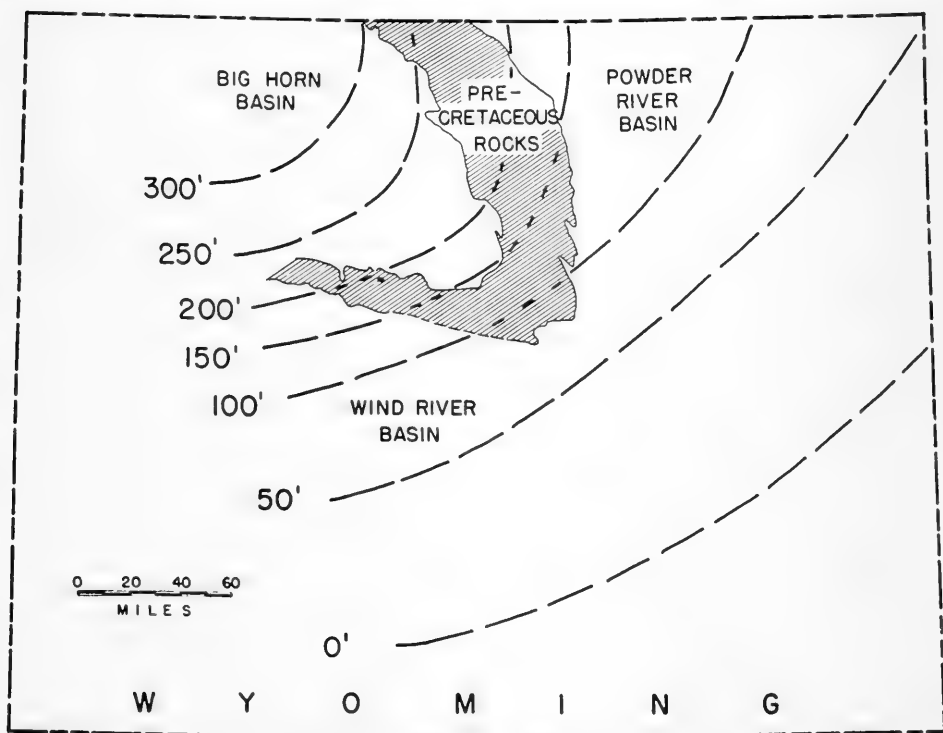 BIG HORN
BASIN
PRE-
CRETACEOUS
ROCKS
POWDER
RIVER
BASIN
300'
250'
200'
150'
100'
WIND RIVER
BASIN
50'
0 20 40 60
MILES
0'
W Y O M I N G